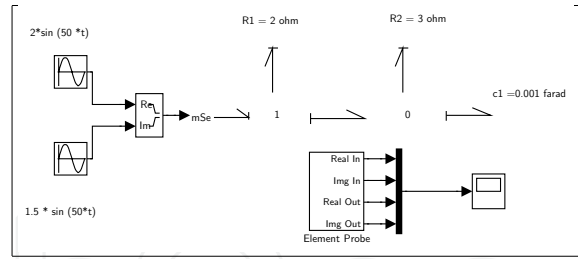 R1 = 2 ohm
R2 = 3 ohm
2*sin (50 *t)
c1 =0.001 farad
Re
Im
mSe
1
0
Real In
Img In
Real Out
Img Out
Element Probe
1.5 * sin (50*t)